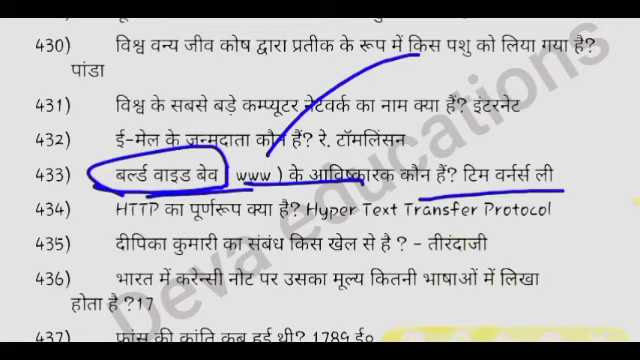 430) विश्व वन्य जीव कोष द्वारा प्रतीक के रूप में किस पशु को लिया गया है?
पांडा
431) विश्व के सबसे बड़े कम्प्यूटर नेटवर्क का नाम क्या हैं? इंटरनेट
432) ई-मेल के जन्मदाता कौन हैं? रे. टॉमलिसन
433) बर्ल्ड वाइड बेव www ) के आविष्कारक कौन हैं? टिम वर्नर्स ली
434) HTTP का पूर्णरूप क्या है? Hyper Text Transfer Protocol
435) दीपिका कुमारी का संबंध किस खेल से है ? - तीरंदाजी
436) भारत में करेन्सी नोट पर उसका मूल्य कितनी भाषाओं में लिखा
होता है ?17
437) फ्रांस की क्रांति कब हुई थी? 1789 ई०
Deva educations